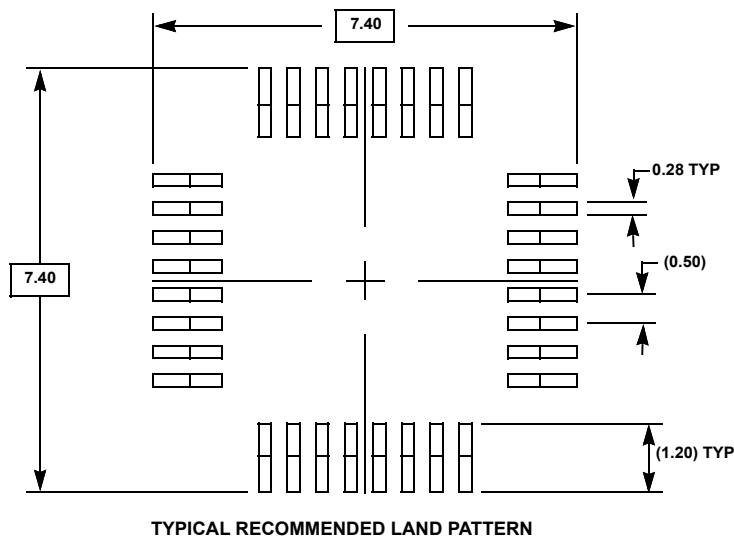 7.40
0.28 TYP
(0.50)
7.40
(1.20) TYP
TYPICAL RECOMMENDED LAND PATTERN